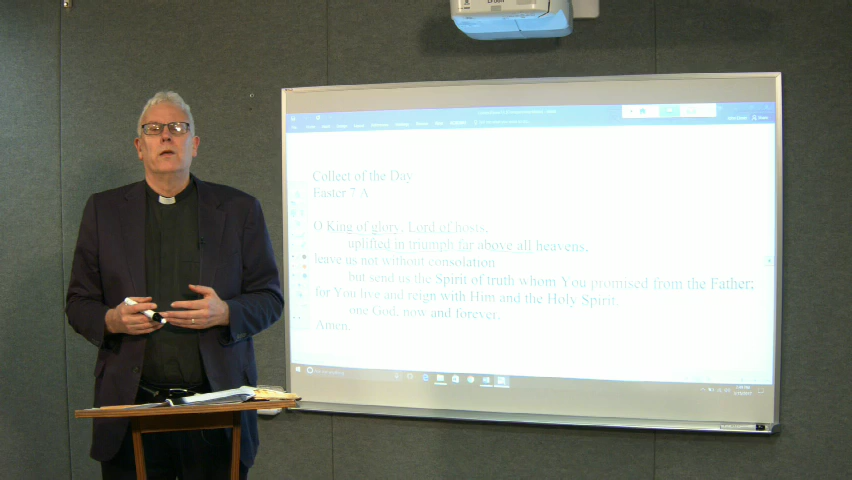 Collect of the Day
Easter 7 A
O King of glory, Lord of hosts,
uplifted in triumph far above all heavens,
leave us not without consolation
but send us the Spirit of truth whom You promised from the Father;
for You live and reign with Him and the Holy Spirit,
one God, now and forever.
Amen.